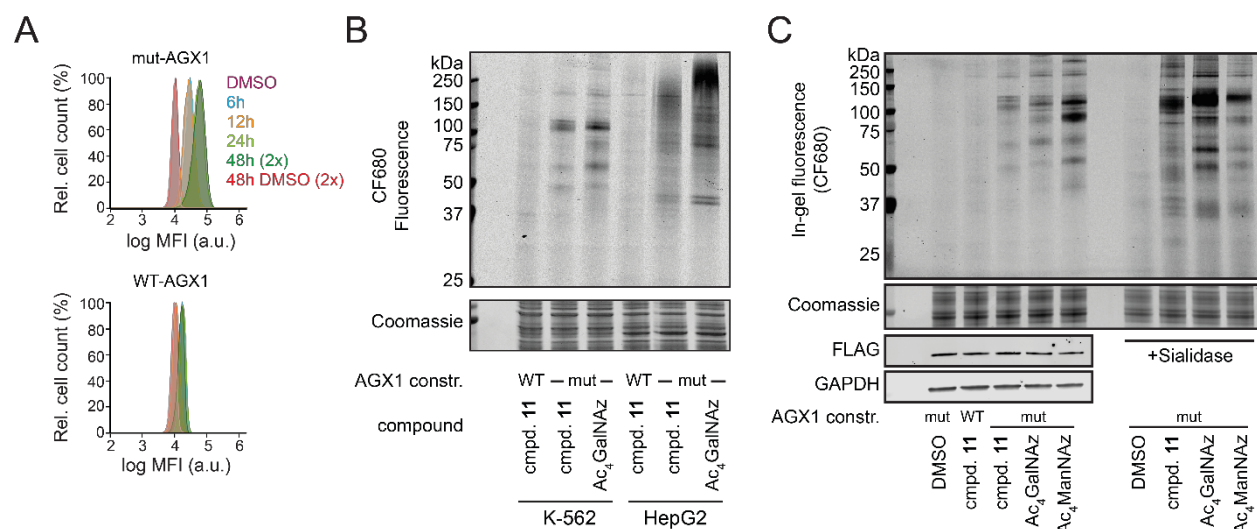 A
mut-AGX1
Rel. cell count (%)
100
80
60
40
20
0
2 3 4 5 6
log MFI (a.u.)
DMSO
6h
12h
24h
48h (2x)
48h DMSO (2x)
WT-AGX1
Rel. cell count (%)
100
80
60
40
20
0
2 3 4 5 6
log MFI (a.u.)
B
CF680
Fluorescence
kDa
250
150
100
75
50
37
25
Coomassie
AGX1 constr.
WT – mut – WT – mut –
compound
cmpd. 11
cmpd. 11
Ac4GalNAz
cmpd. 11
cmpd. 11
Ac4GalNAz
K-562 HepG2
C
In-gel fluorescence
(CF680)
kDa
250
150
100
75
50
37
25
Coomassie
FLAG
GAPDH
+Sialidase
AGX1 constr.
mut WT mut mut
DMSO
cmpd. 11
cmpd. 11
Ac4GalNAz
Ac4ManNAz
DMSO
cmpd. 11
Ac4GalNAz
Ac4ManNAz